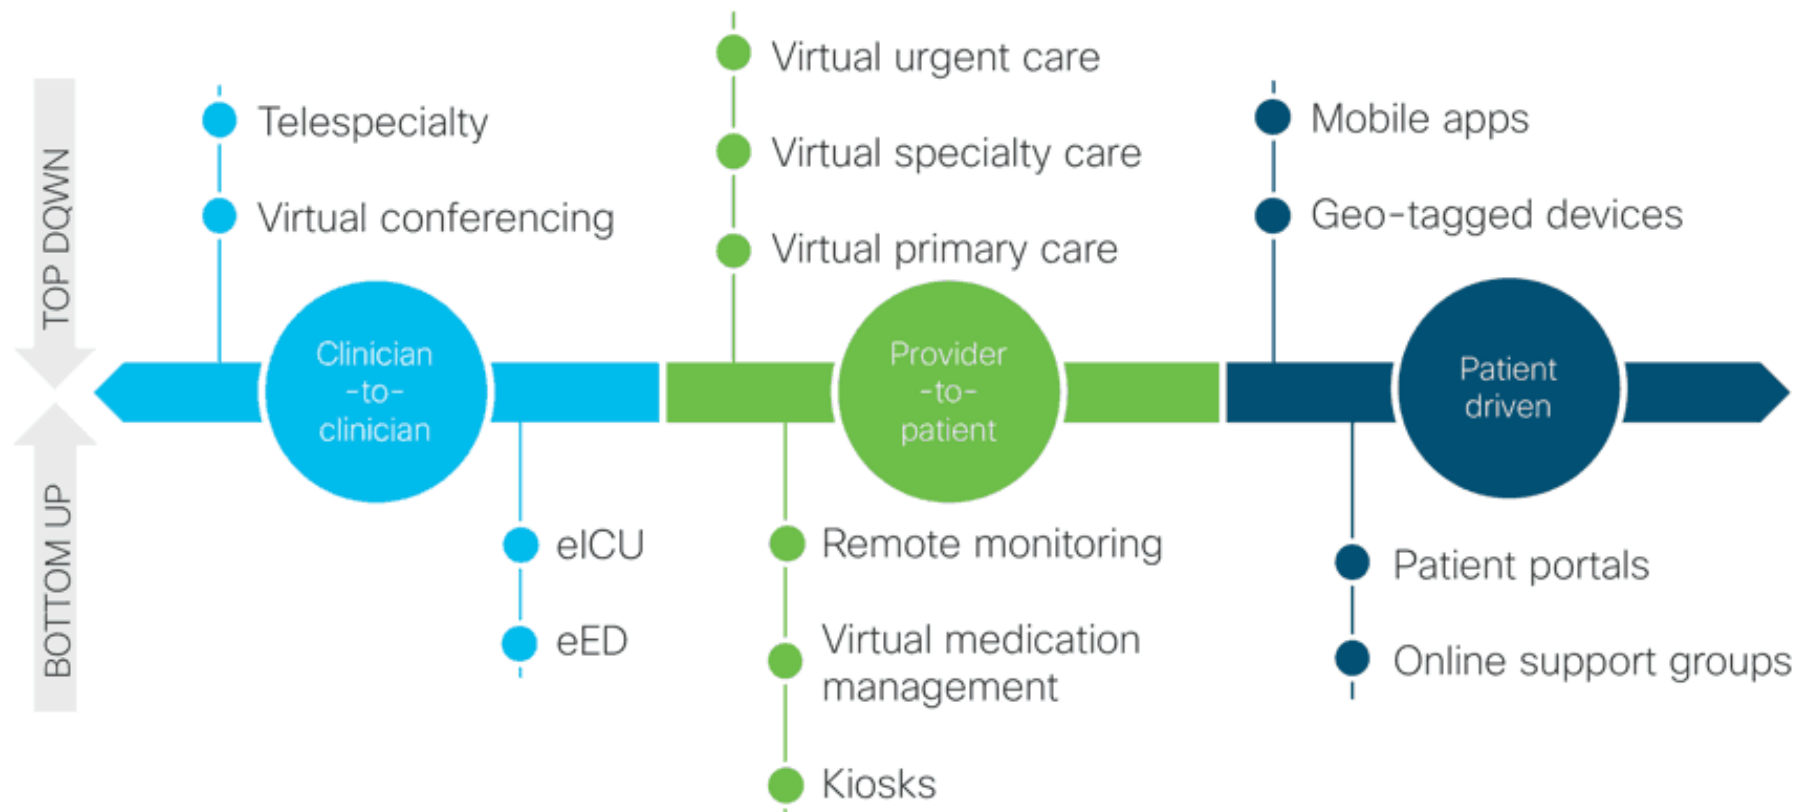 TOP DQWN
BOTTOM UP
Telespecialty
Virtual conferencing
Clinician
-to-
clinician
eICU
eED
Virtual urgent care
Virtual specialty care
Virtual primary care
Provider
-to-
patient
Remote monitoring
Virtual medication
management
Kiosks
Mobile apps
Geo-tagged devices
Patient
driven
Patient portals
Online support groups